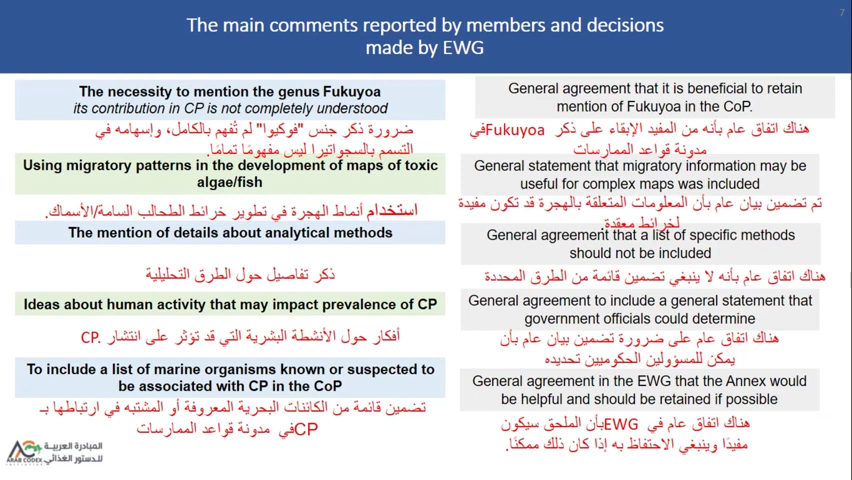 7
The main comments reported by members and decisions
made by EWG
The necessity to mention the genus Fukuyoa
its contribution in CP is not completely understood
ضرورة ذكر جنس "فوكيوا" لم تُفهم بالكامل، وإسهامه في
التسمم بالسجواتيرا ليس مفهومًا تمامًا.
General agreement that it is beneficial to retain
mention of Fukuyoa in the CoP.
هناك اتفاق عام بأنه من المفيد الإبقاء على ذكر Fukuyoaفي
مدونة قواعد الممارسات
Using migratory patterns in the development of maps of toxic
algae/fish
استخدام أنماط الهجرة في تطوير خرائط الطحالب السامة/الأسماك.
General statement that migratory information may be
useful for complex maps was included
تم تضمين بيان عام بأن المعلومات المتعلقة بالهجرة قد تكون مفيدة
لخرائط معقدة.
The mention of details about analytical methods
ذكر تفاصيل حول الطرق التحليلية
General agreement that a list of specific methods
should not be included
هناك اتفاق عام بأنه لا ينبغي تضمين قائمة من الطرق المحددة
Ideas about human activity that may impact prevalence of CP
أفكار حول الأنشطة البشرية التي قد تؤثر على انتشار CP.
General agreement to include a general statement that
government officials could determine
هناك اتفاق عام على ضرورة تضمين بيان عام بأن
يمكن للمسؤولين الحكوميين تحديده
To include a list of marine organisms known or suspected to
be associated with CP in the CoP
تضمين قائمة من الكائنات البحرية المعروفة أو المشتبه في ارتباطها بـ
CPفي مدونة قواعد الممارسات
General agreement in the EWG that the Annex would
be helpful and should be retained if possible
هناك اتفاق عام في EWGبأن الملحق سيكون
مفيدًا وينبغي الاحتفاظ به إذا كان ذلك ممكنًا.
المبادرة العربية
للدستور الغذائي
ARAB CODEX
INITIATIVE